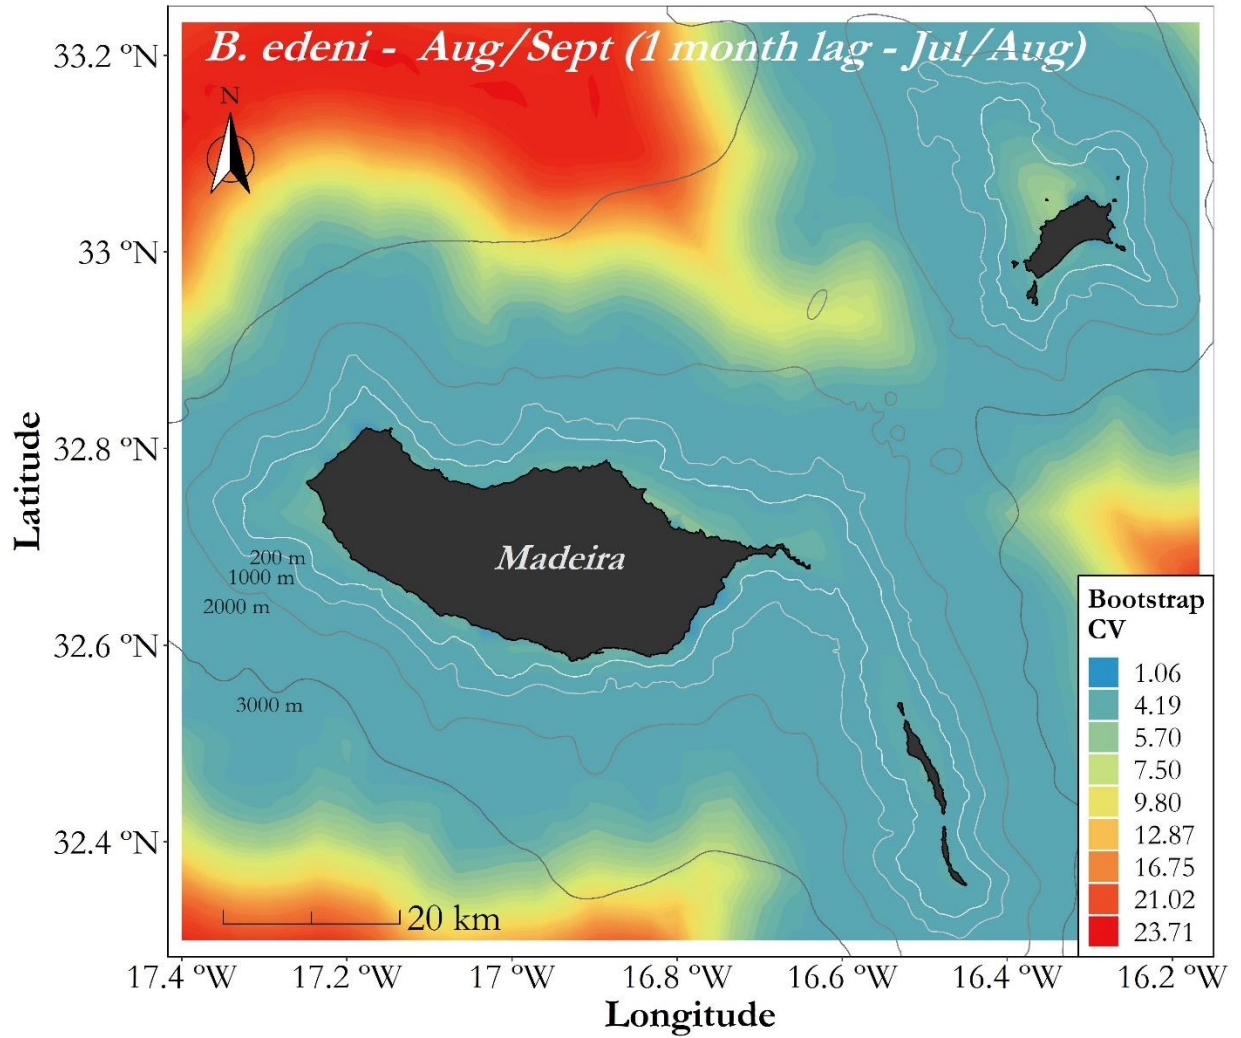 B. edeni - Aug/Sept (1 month lag - Jul/Aug)
N
33.2 ºN
33 ºN
32.8 ºN
32.6 ºN
32.4 ºN
Latitude
Madeira
200 m
1000 m
2000 m
3000 m
20 km
Bootstrap
CV
1.06
4.19
5.70
7.50
9.80
12.87
16.75
21.02
23.71
17.4 ºW
17.2 ºW
17 ºW
16.8 ºW
16.6 ºW
16.4 ºW
16.2 ºW
Longitude